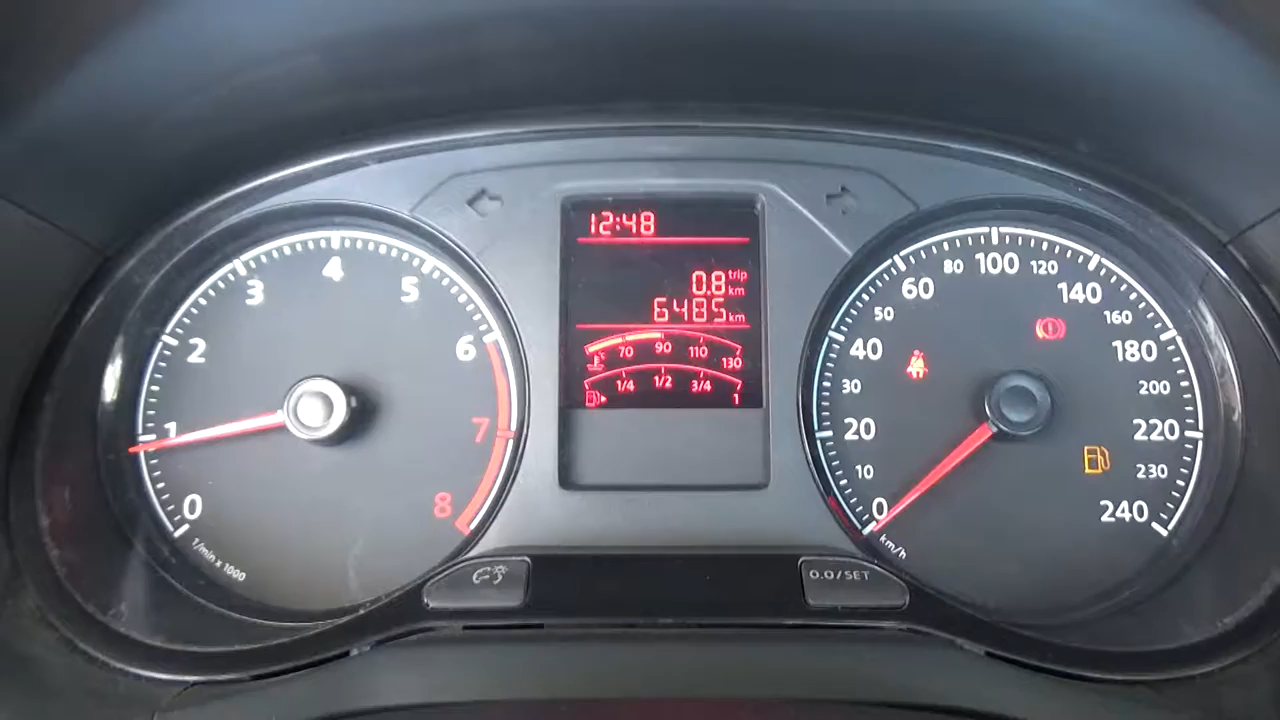 12:48
0.8 trip km
6485 km
70 90 110 130
1/4 1/2 3/4 1
0 1 2 3 4 5 6 7 8
1/min x 1000
0 10 20 30 40 50 60 80 100 120 140 160 180 200 220 230 240
km/h
0.0/SET